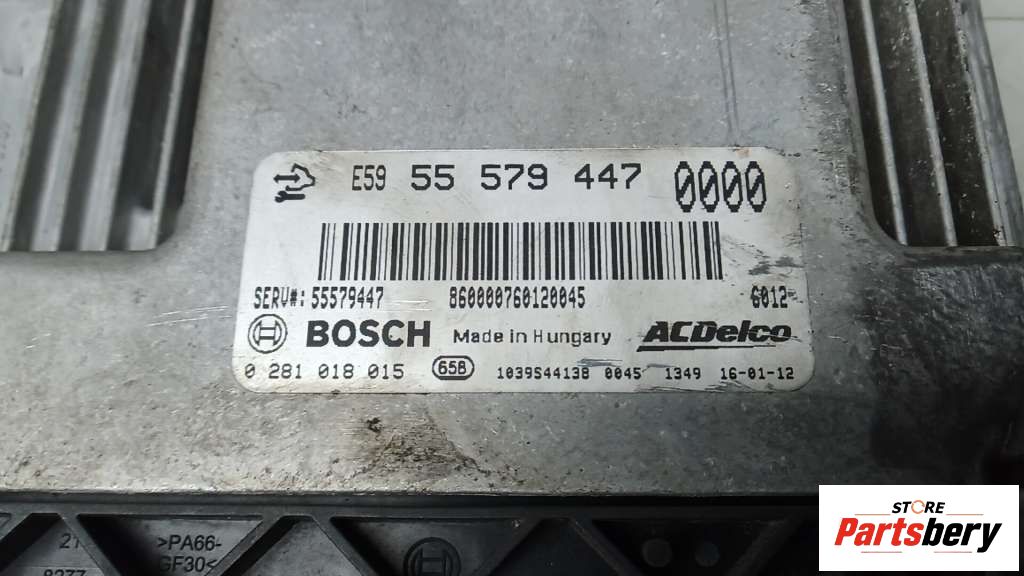 E59 55 579 447 0000
SERV#: 55579447 860000760120045 6012
BOSCH Made in Hungary ACDelco
0 281 018 015 658 1039S44138 0045 1349 16-01-12
>PA66-
GF30<
STORE
Partsbery